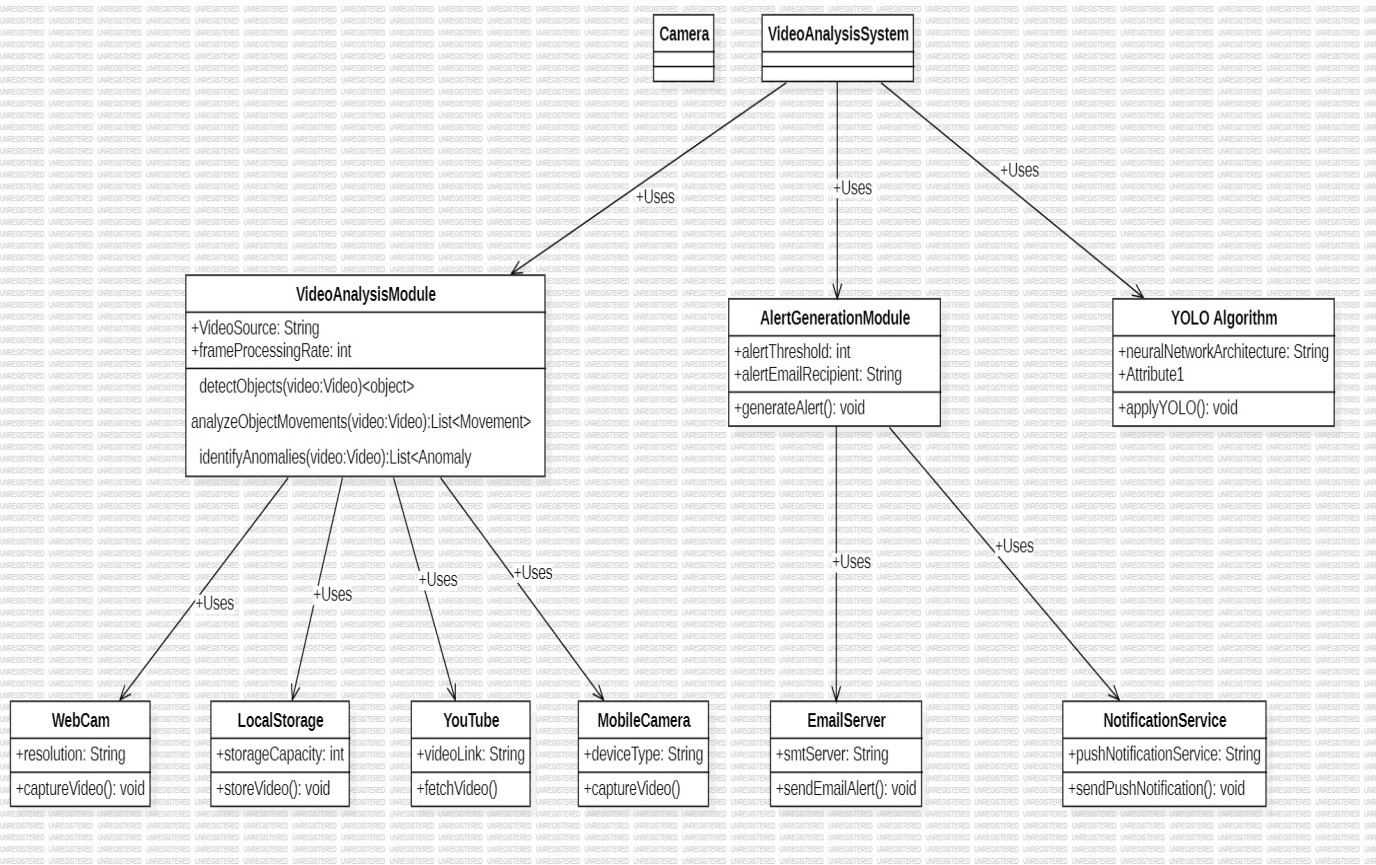 Camera
VideoAnalysisSystem
+Uses
+Uses
+Uses
VideoAnalysisModule
+VideoSource: String
+frameProcessingRate: int
detectObjects(video:Video)<object>
analyzeObjectMovements(video:Video):List<Movement>
identifyAnomalies(video:Video):List<Anomaly
AlertGenerationModule
+alertThreshold: int
+alertEmailRecipient: String
+generateAlert(): void
YOLO Algorithm
+neuralNetworkArchitecture: String
+Attribute1
+applyYOLO(): void
+Uses
+Uses
+Uses
+Uses
+Uses
+Uses
WebCam
+resolution: String
+captureVideo(): void
LocalStorage
+storageCapacity: int
+storeVideo(): void
YouTube
+videoLink: String
+fetchVideo()
MobileCamera
+deviceType: String
+captureVideo()
EmailServer
+smtServer: String
+sendEmailAlert(): void
NotificationService
+pushNotificationService: String
+sendPushNotification(): void
UNREGISTERED